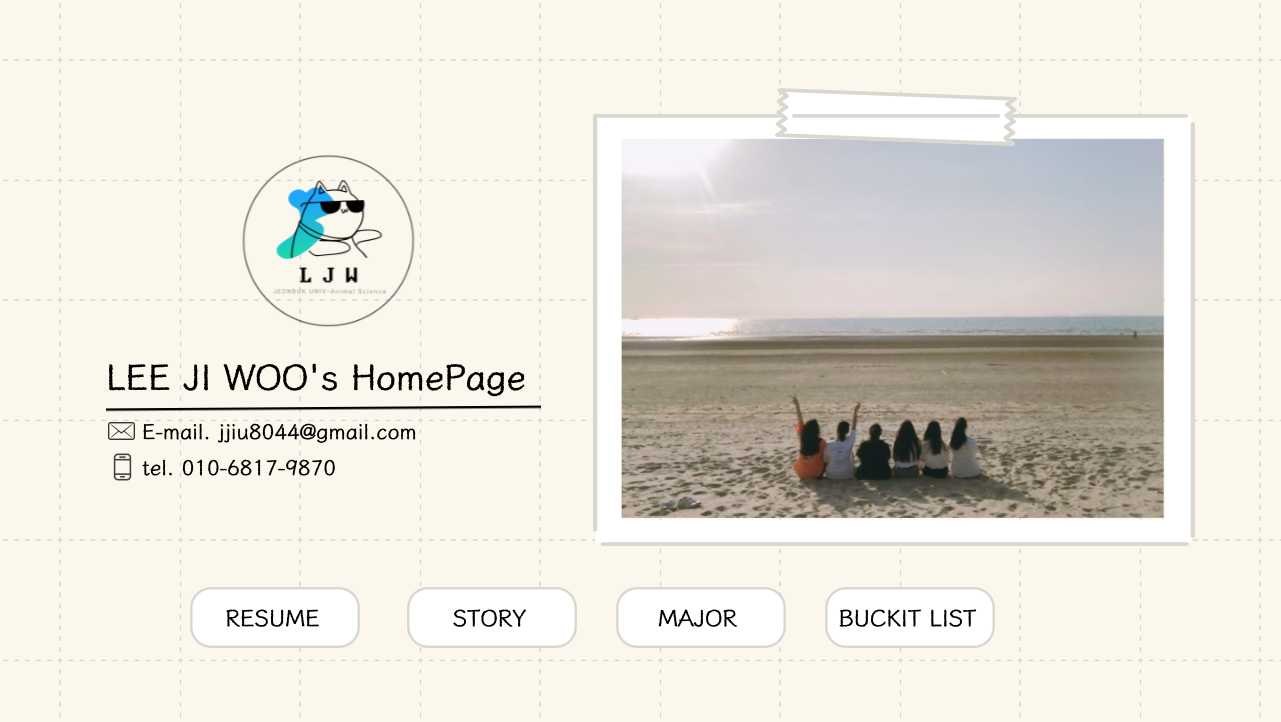 L J W
JEONBUK UNIV-Animal Science
LEE JI WOO's HomePage
E-mail. jjiu8044@gmail.com
tel. 010-6817-9870
RESUME
STORY
MAJOR
BUCKIT LIST